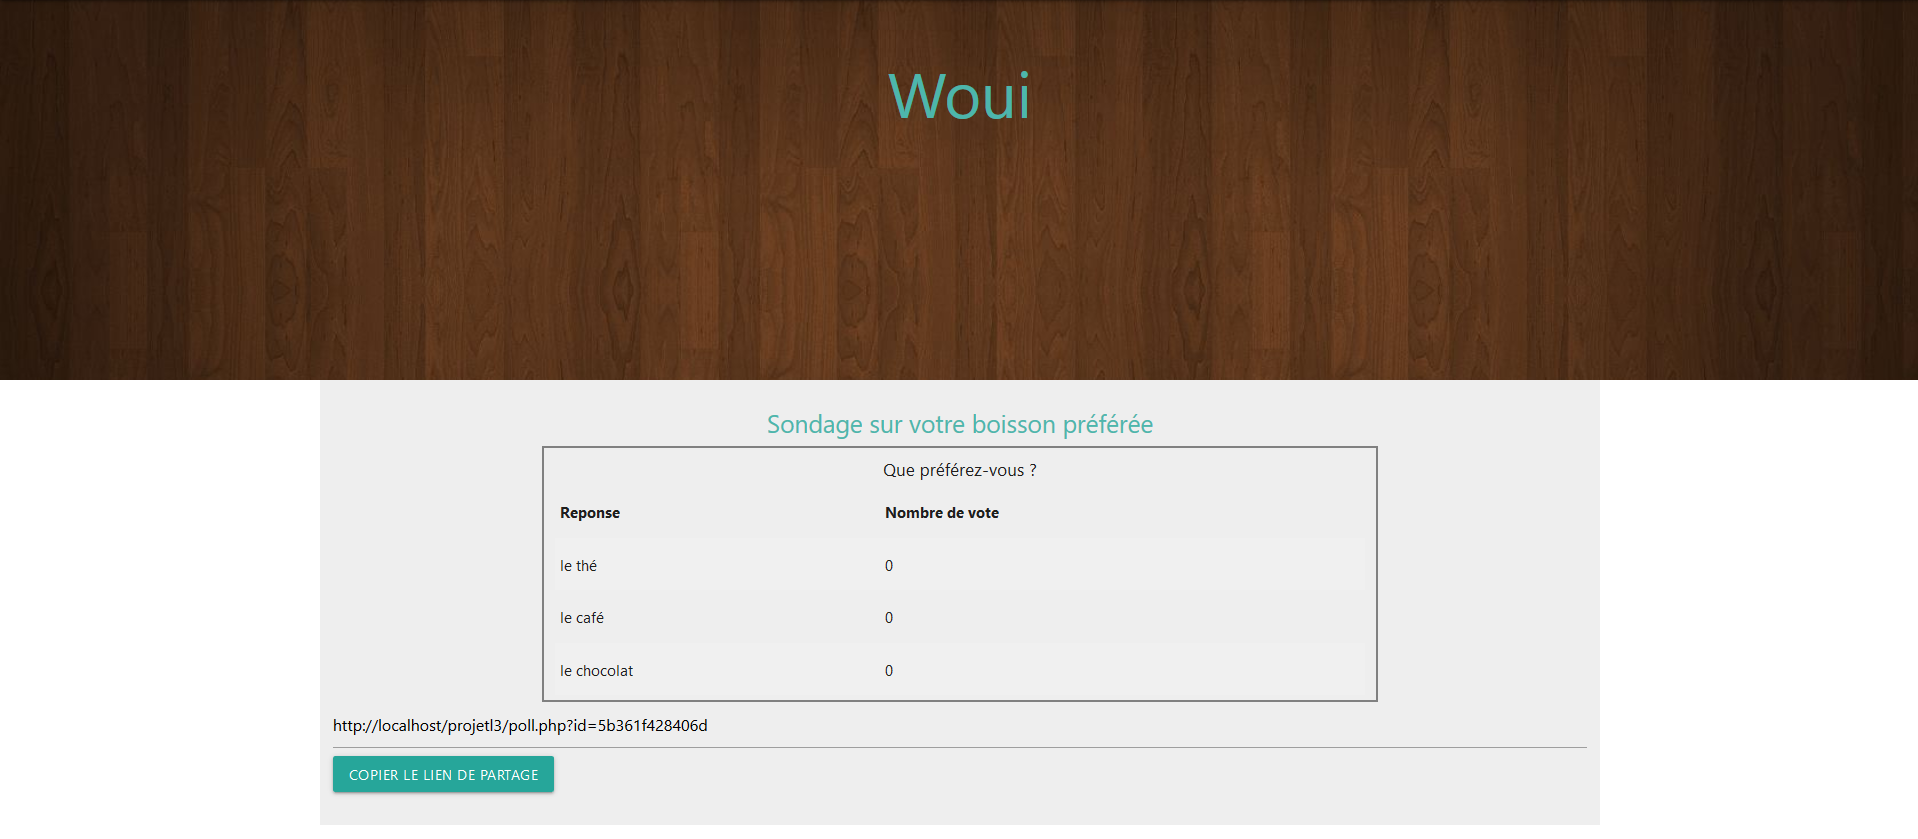 Woui
Sondage sur votre boisson préférée
Que préférez-vous ?
Reponse Nombre de vote
le thé 0
le café 0
le chocolat 0
http://localhost/projetl3/poll.php?id=5b361f428406d
COPIER LE LIEN DE PARTAGE